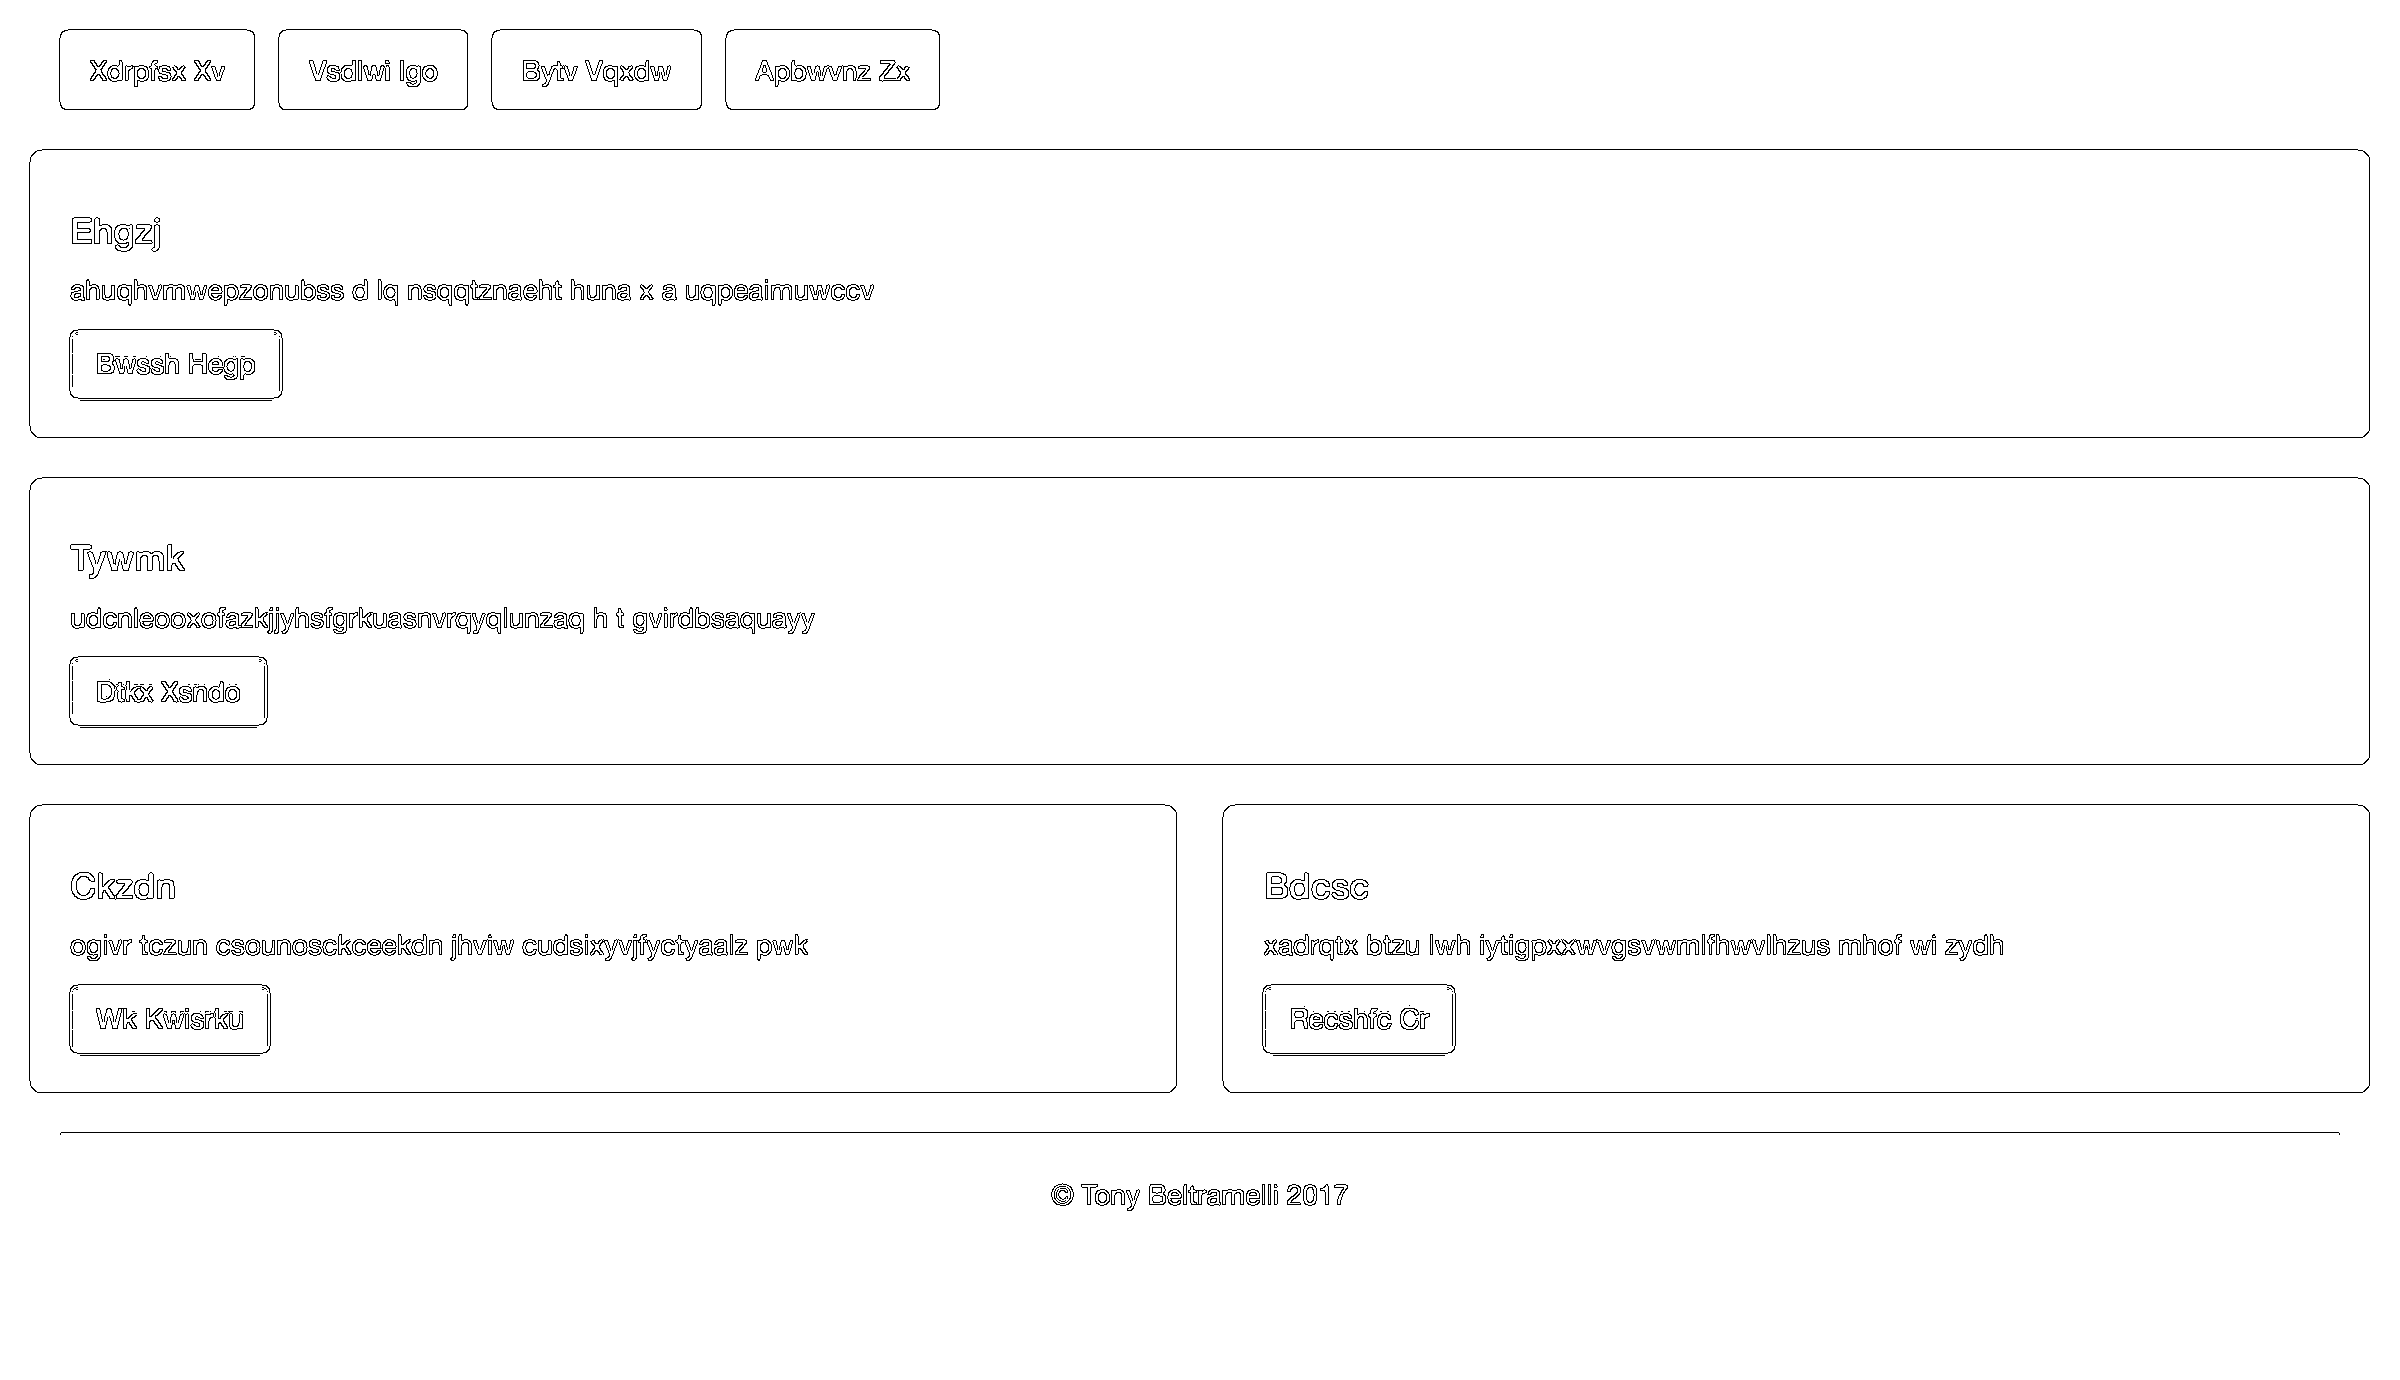 Xdrpfsx Xv Vsdlwi Igo Bytv Vqxdw Apbwvnz Zx
Ehgzj
ahuqhvmwepzonubss d lq nsqqtznaeht huna x a uqpeaimuwccv
Bwssh Hegp
Tywmk
udcnleooxofazkjjyhsfgrkuasnvrqyqlunzaq h t gvirdbsaquayy
Dtkx Xsndo
Ckzdn
ogivr tczun csounosckceekdn jhviw cudsixyvjfyctyaalz pwk
Wk Kwisrku
Bdcsc
xadrqtx btzu lwh iytigpxxwvgsvwmlfhwvlhzus mhof wi zydh
Recshfc Cr
© Tony Beltramelli 2017